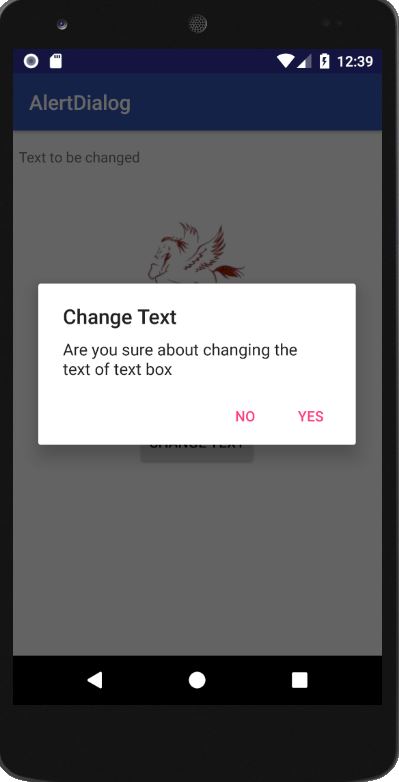 12:39
AlertDialog
Text to be changed
Change Text
Are you sure about changing the
text of text box
NO YES
CHANGE TEXT